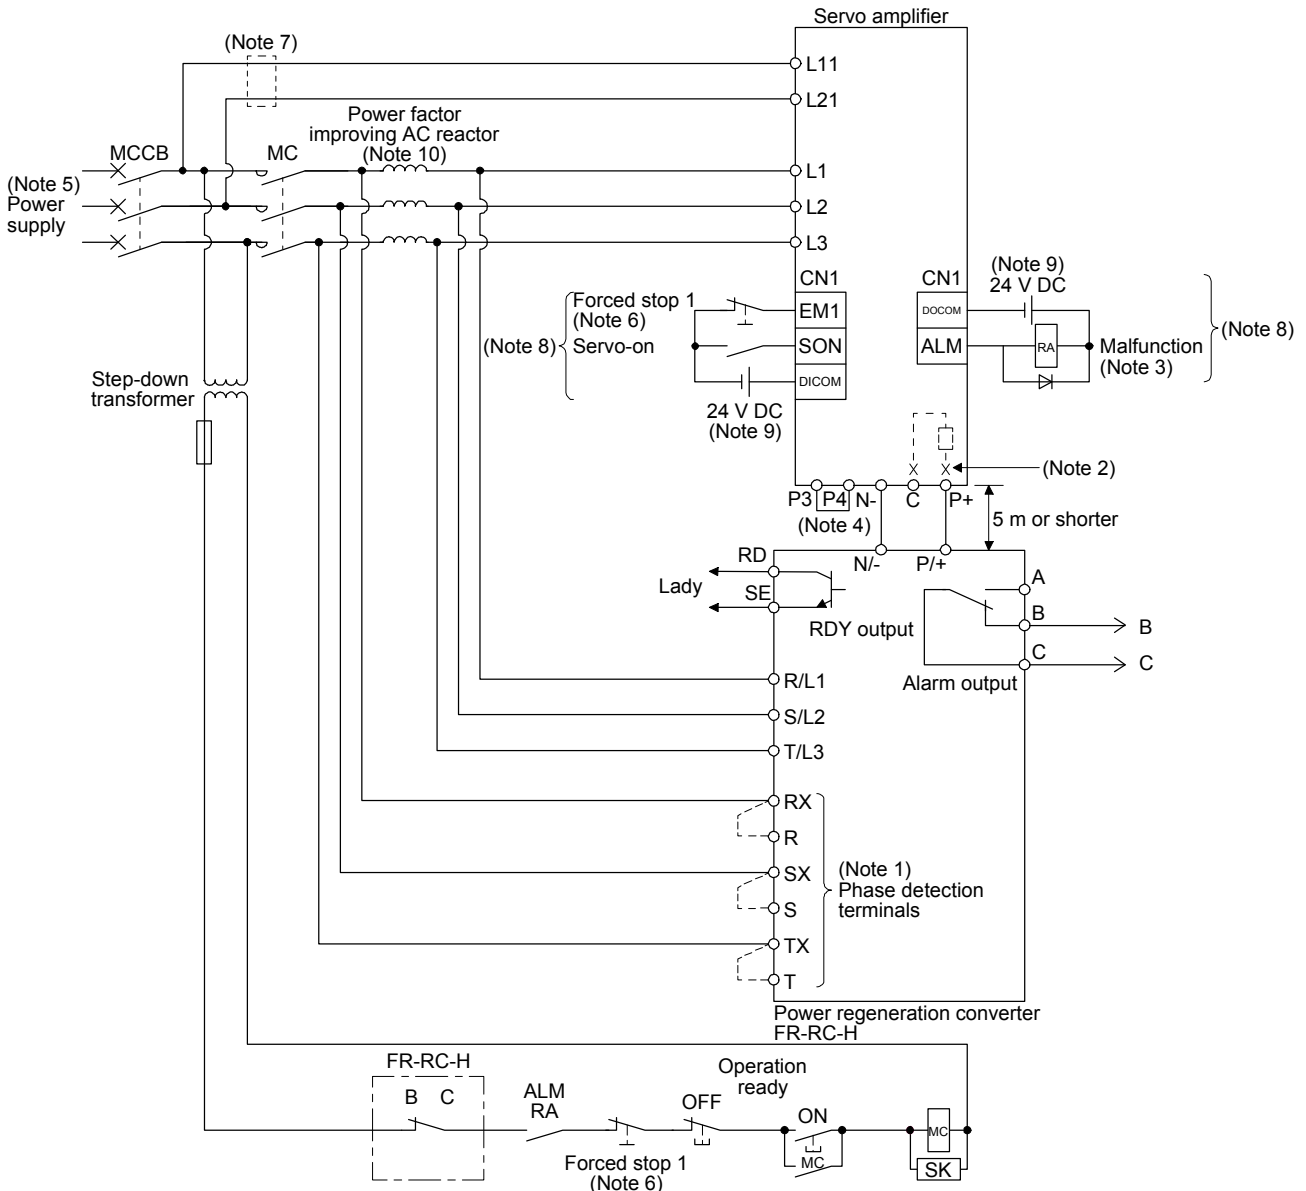 Servo amplifier
(Note 7)
L11
L21
Power factor
improving AC reactor
(Note 10)
MCCB
MC
L1
(Note 5)
Power
supply
L2
L3
CN1
CN1
(Note 9)
24 V DC
Forced stop 1
(Note 6)
EM1
DOCOM
(Note 8)
Servo-on
SON
ALM
RA
Malfunction
(Note 3)
(Note 8)
DICOM
24 V DC
(Note 9)
Step-down
transformer
(Note 2)
P3
P4
N-
C
P+
(Note 4)
5 m or shorter
N/-
P/+
RD
Lady
SE
RDY output
A
B
B
C
C
Alarm output
R/L1
S/L2
T/L3
RX
R
SX
S
TX
T
(Note 1)
Phase detection
terminals
Power regeneration converter
FR-RC-H
FR-RC-H
B C
ALM
RA
Forced stop 1
(Note 6)
OFF
Operation
ready
ON
MC
MC
SK